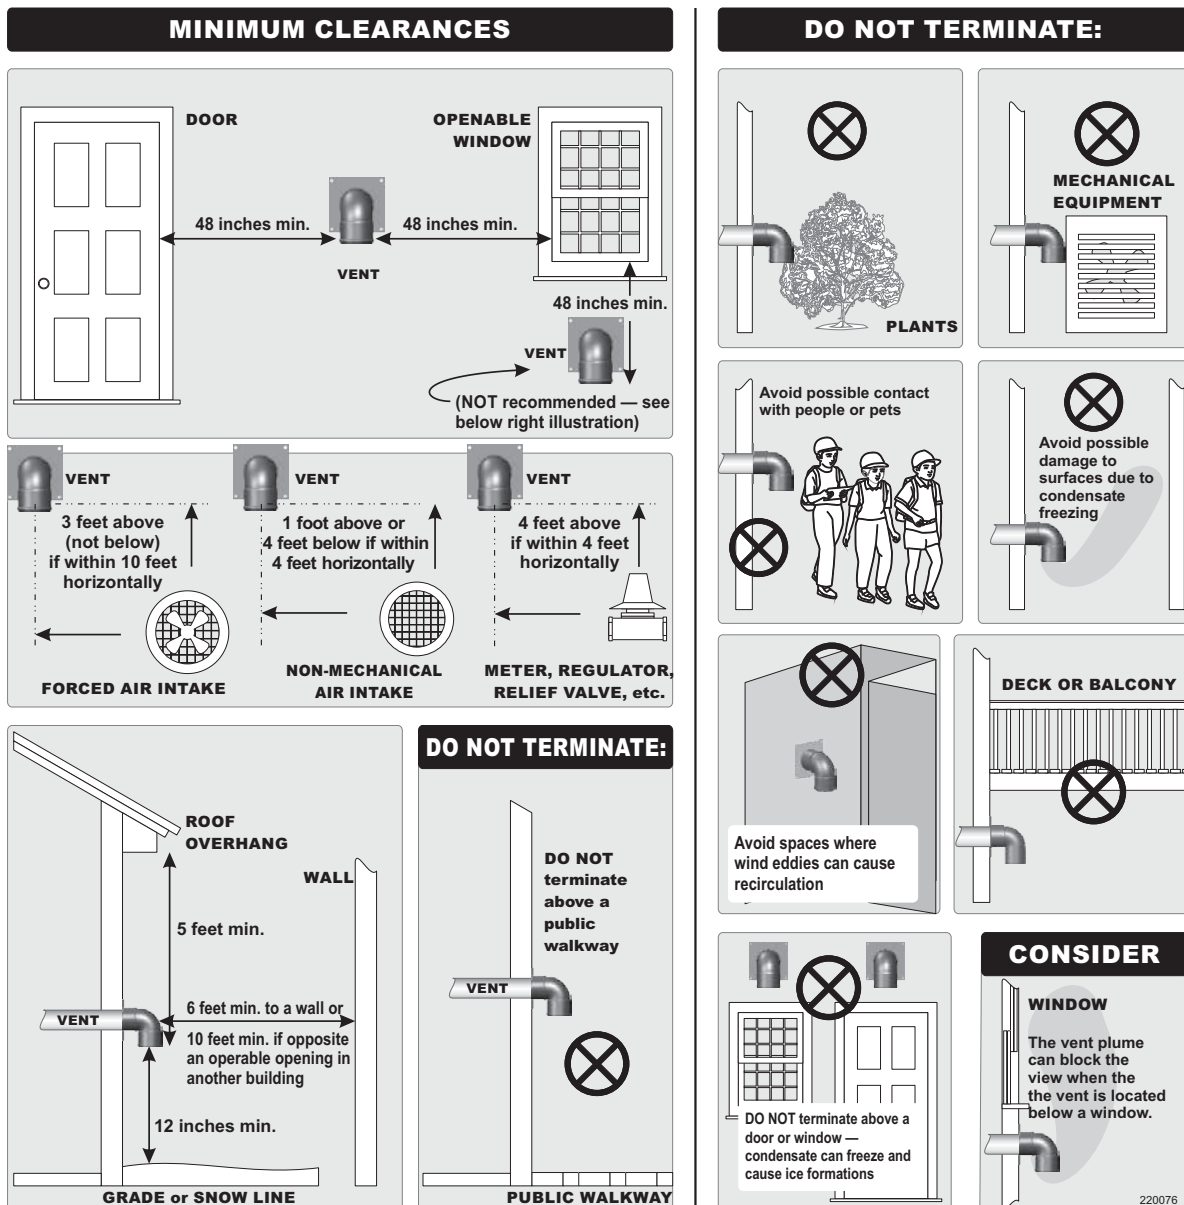 MINIMUM CLEARANCES
DOOR
OPENABLE
WINDOW
48 inches min.
48 inches min.
VENT
48 inches min.
VENT
(NOT recommended — see
below right illustration)
VENT
3 feet above
(not below)
if within 10 feet
horizontally
FORCED AIR INTAKE
VENT
1 foot above or
4 feet below if within
4 feet horizontally
NON-MECHANICAL
AIR INTAKE
VENT
4 feet above
if within 4 feet
horizontally
METER, REGULATOR,
RELIEF VALVE, etc.
ROOF
OVERHANG
WALL
5 feet min.
VENT
6 feet min. to a wall or
10 feet min. if opposite
an operable opening in
another building
12 inches min.
GRADE or SNOW LINE
DO NOT TERMINATE:
DO NOT
terminate
above a
public
walkway
VENT
PUBLIC WALKWAY
DO NOT TERMINATE:
PLANTS
MECHANICAL
EQUIPMENT
Avoid possible contact
with people or pets
Avoid possible
damage to
surfaces due to
condensate
freezing
Avoid spaces where
wind eddies can cause
recirculation
DECK OR BALCONY
DO NOT terminate above a
door or window —
condensate can freeze and
cause ice formations
CONSIDER
WINDOW
The vent plume
can block the
view when the
the vent is located
below a window.
220076